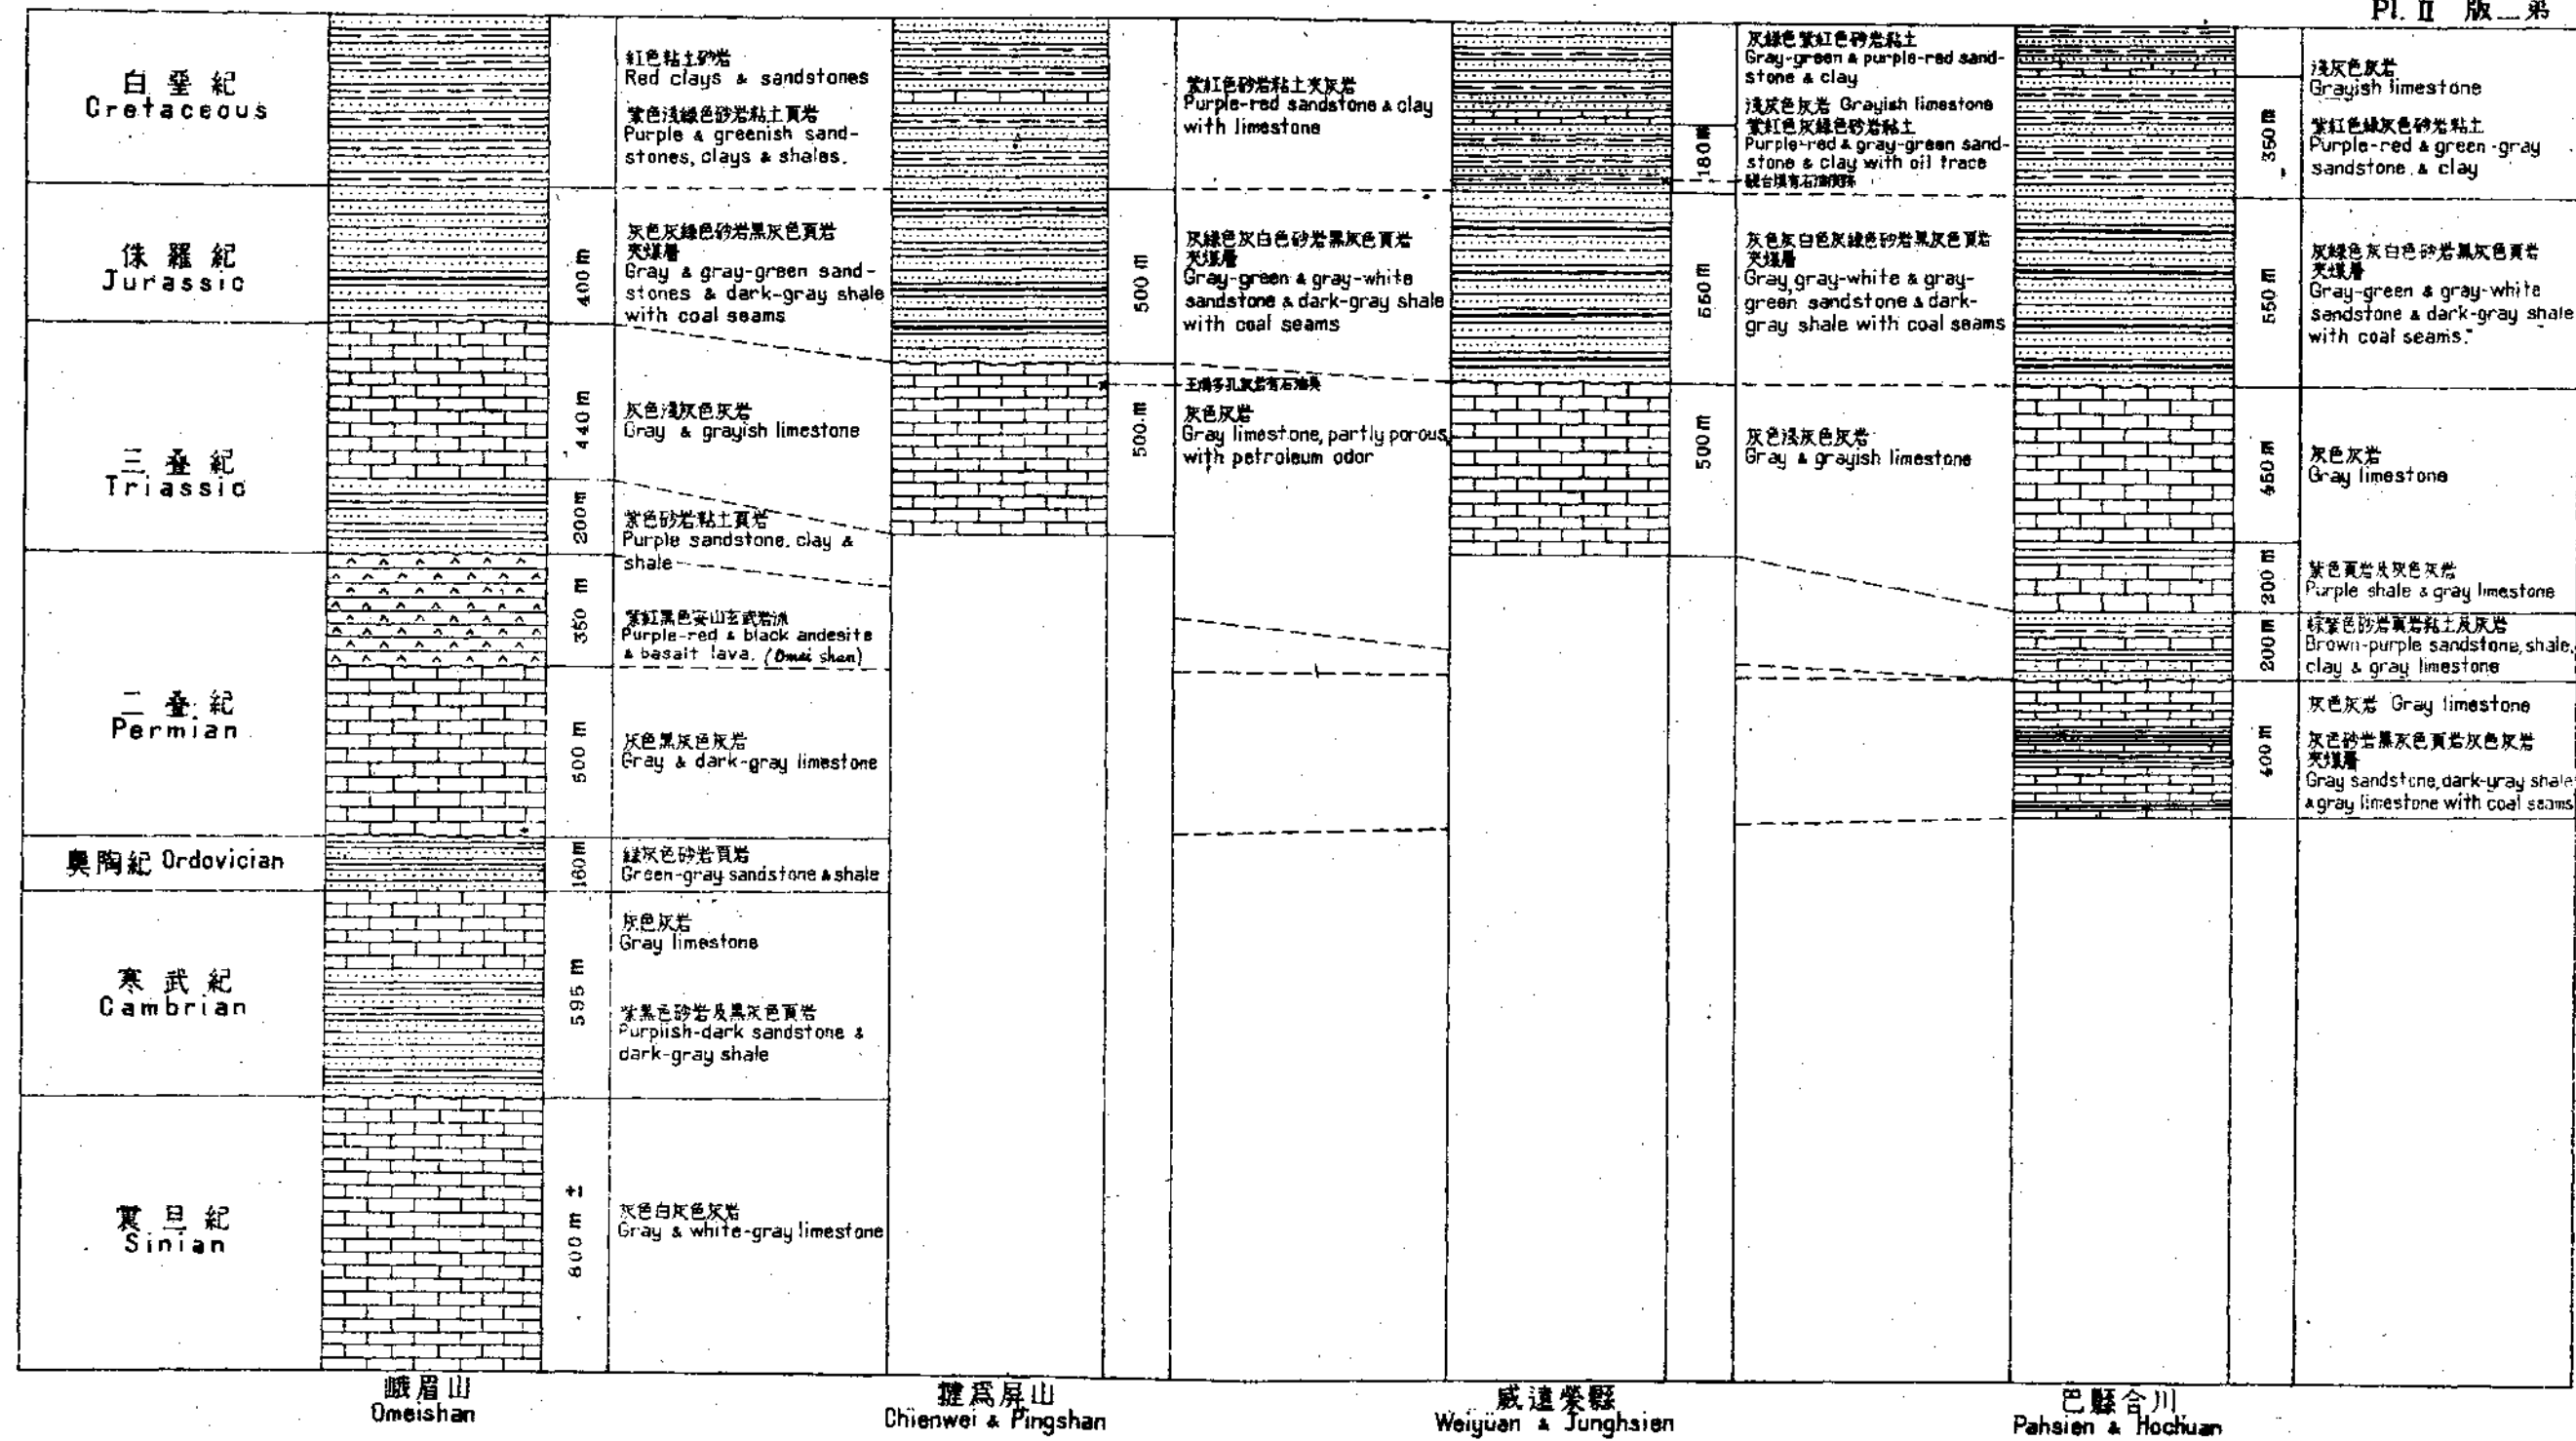 Pl. II 版二第
白堊紀
Cretaceous
侏羅紀
Jurassic
三叠紀
Triassic
二叠紀
Permian
奧陶紀 Ordovician
寒武紀
Cambrian
震旦紀
Sinian
紅色粘土砂岩
Red clays & sandstones
紫色淺綠色砂岩粘土頁岩
Purple & greenish sand-
stones, clays & shales.
400 m
灰色灰綠色砂岩黑灰色頁岩
夾煤層
Gray & gray-green sand-
stones & dark-gray shale
with coal seams
440 m
灰色淺灰色灰岩
Gray & grayish limestone
200 m
紫色砂岩粘土頁岩
Purple sandstone, clay &
shale
350 m
紫紅黑色安山玄武岩流
Purple-red & black andesite
& basalt lava. (Omei shan)
500 m
灰色黑灰色灰岩
Gray & dark-gray limestone
160 m
綠灰色砂岩頁岩
Green-gray sandstone & shale
595 m
灰色灰岩
Gray limestone
紫黑色砂岩及黑灰色頁岩
Purplish-dark sandstone &
dark-gray shale
800 m ±
灰色白灰色灰岩
Gray & white-gray limestone
峨眉山
Omeishan
紫紅色砂岩粘土夾灰岩
Purple-red sandstone & clay
with limestone
500 m
灰綠色灰白色砂岩黑灰色頁岩
夾煤層
Gray-green & gray-white
sandstone & dark-gray shale
with coal seams
500 m
灰色灰岩
Gray limestone, partly porous,
with petroleum odor
犍爲屏山
Chienwei & Pingshan
灰綠色紫紅色砂岩粘土
Gray-green & purple-red sand-
stone & clay
淺灰色灰岩 Grayish limestone
180 m
紫紅色灰綠色砂岩粘土
Purple-red & gray-green sand-
stone & clay with oil trace
550 m
灰色灰白色灰綠色砂岩黑灰色頁岩
夾煤層
Gray, gray-white & gray-
green sandstone & dark-
gray shale with coal seams
500 m
灰色淺灰色灰岩
Gray & grayish limestone
威遠榮縣
Weiyüan & Junghsien
淺灰色灰岩
Grayish limestone
350 m
紫紅色綠灰色砂岩粘土
Purple-red & green-gray
sandstone & clay
550 m
灰綠色灰白色砂岩黑灰色頁岩
夾煤層
Gray-green & gray-white
sandstone & dark-gray shale
with coal seams.
450 m
灰色灰岩
Gray limestone
200 m
紫色頁岩及灰色灰岩
Purple shale & gray limestone
200 m
棕紫色砂岩頁岩粘土及灰岩
Brown-purple sandstone, shale,
clay & gray limestone
400 m
灰色灰岩 Gray limestone
灰色砂岩黑灰色頁岩灰色灰岩
夾煤層
Gray sandstone, dark-gray shale
& gray limestone with coal seams
巴縣合川
Pahsien & Hochuan